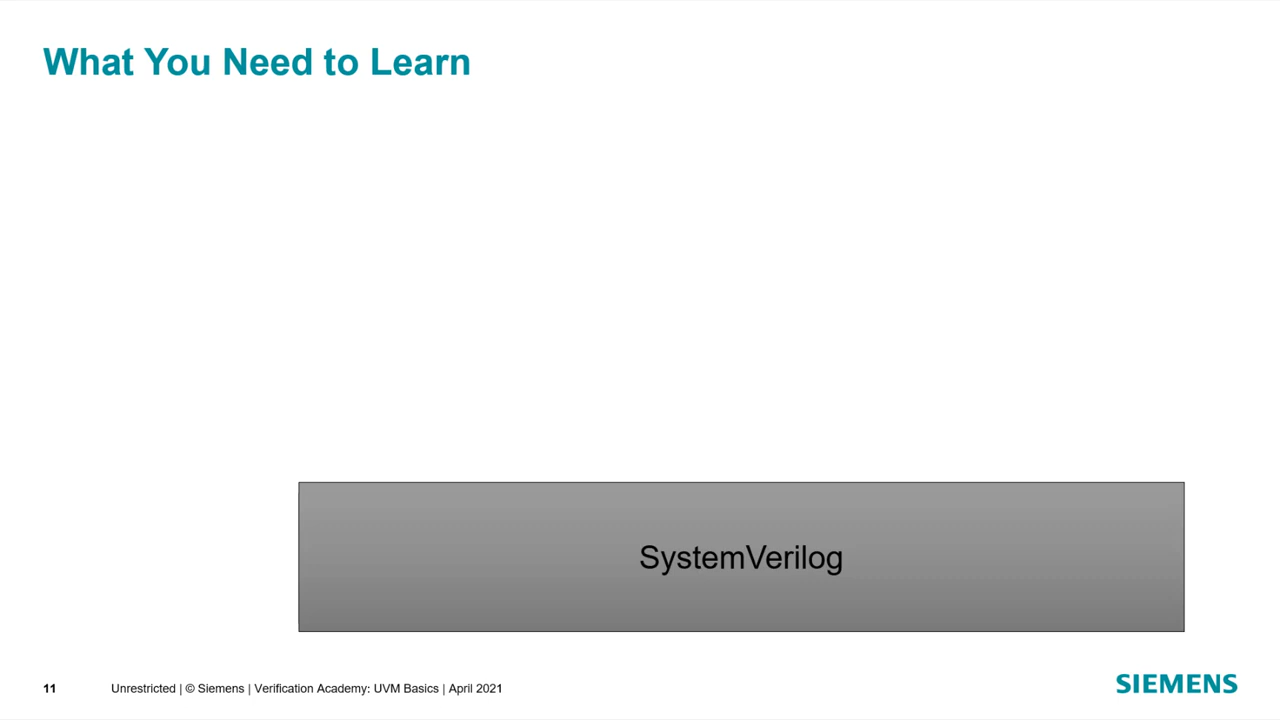 What You Need to Learn
SystemVerilog
11 Unrestricted | © Siemens | Verification Academy: UVM Basics | April 2021
SIEMENS